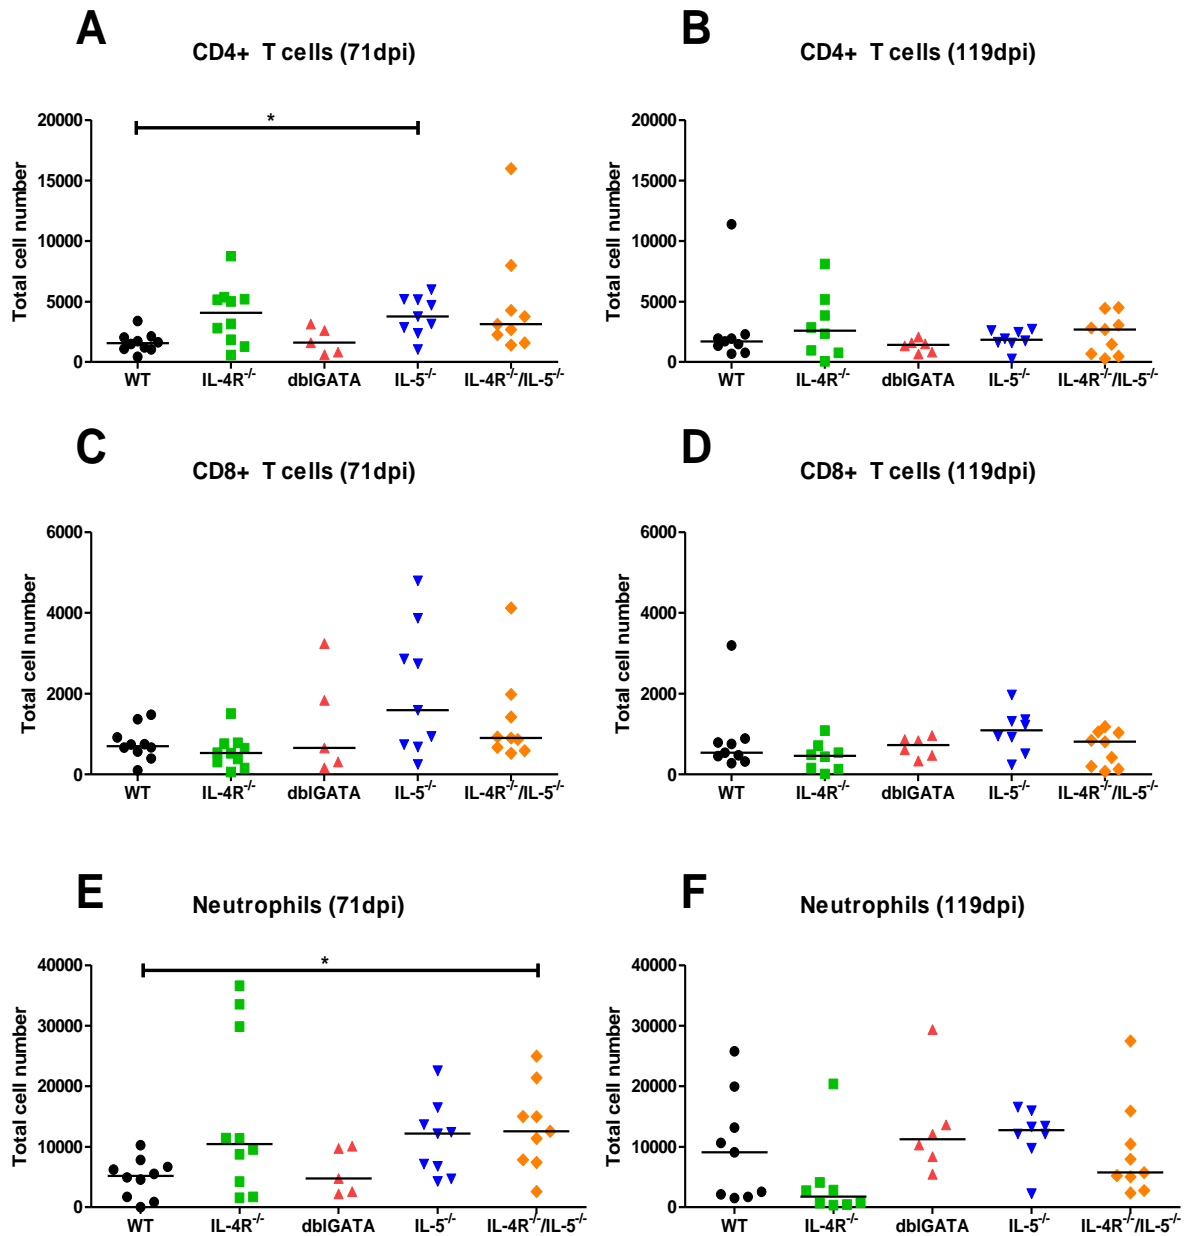 A
CD4+ T cells (71dpi)
Total cell number
20000
15000
10000
5000
0
*
WT
IL-4R-/-
dblGATA
IL-5-/-
IL-4R-/-/IL-5-/-
B
CD4+ T cells (119dpi)
Total cell number
20000
15000
10000
5000
0
WT
IL-4R-/-
dblGATA
IL-5-/-
IL-4R-/-/IL-5-/-
C
CD8+ T cells (71dpi)
Total cell number
6000
4000
2000
0
WT
IL-4R-/-
dblGATA
IL-5-/-
IL-4R-/-/IL-5-/-
D
CD8+ T cells (119dpi)
Total cell number
6000
4000
2000
0
WT
IL-4R-/-
dblGATA
IL-5-/-
IL-4R-/-/IL-5-/-
E
Neutrophils (71dpi)
Total cell number
40000
30000
20000
10000
0
*
WT
IL-4R-/-
dblGATA
IL-5-/-
IL-4R-/-/IL-5-/-
F
Neutrophils (119dpi)
Total cell number
40000
30000
20000
10000
0
WT
IL-4R-/-
dblGATA
IL-5-/-
IL-4R-/-/IL-5-/-